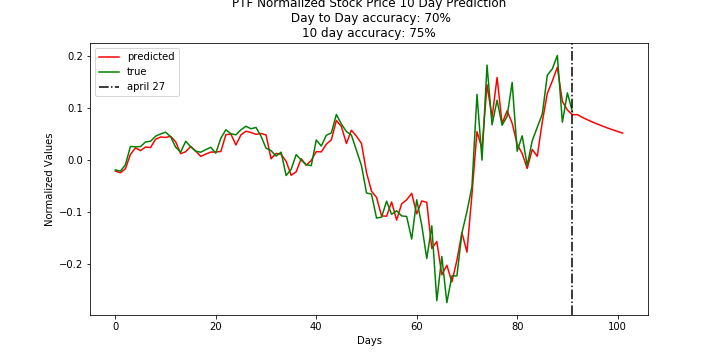 PTF Normalized Stock Price 10 Day Prediction
Day to Day accuracy: 70%
10 day accuracy: 75%
predicted
true
april 27
0.2
0.1
0.0
−0.1
−0.2
Normalized Values
0
20
40
60
80
100
Days